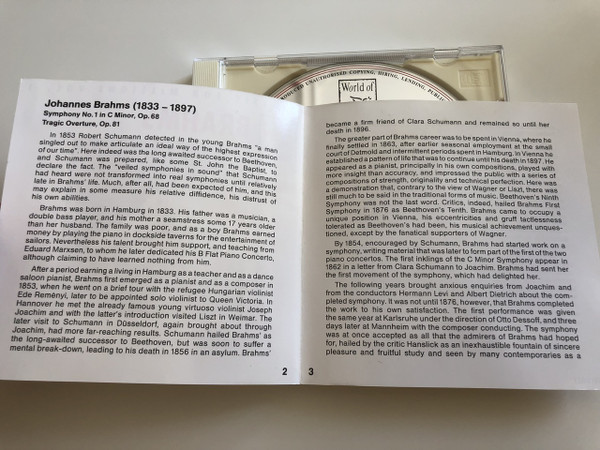 PRODUCED UNAUTHORISED COPYING, HIRING, LENDING, PUBLIC
World of
Johannes Brahms (1833 – 1897)
Symphony No. 1 in C Minor, Op. 68
Tragic Overture, Op. 81
In 1853 Robert Schumann detected in the young Brahms "a man
singled out to make articulate an ideal way of the highest expression
of our time". Here indeed was the long awaited successor to Beethoven,
and Schumann was prepared, like some St. John the Baptist, to
declare the fact. The "veiled symphonies in sound" that Schumann
had heard were not transformed into real symphonies until relatively
late in Brahms' life. Much, after all, had been expected of him, and this
may explain in some measure his relative diffidence, his distrust of
his own abilities.
Brahms was born in Hamburg in 1833. His father was a musician, a
double bass player, and his mother a seamstress some 17 years older
than her husband. The family was poor, and as a boy Brahms earned
money by playing the piano in dockside taverns for the entertainment of
sailors. Nevertheless his talent brought him support, and teaching from
Eduard Marxsen, to whom he later dedicated his B Flat Piano Concerto,
although claiming to have learned nothing from him.
After a period earning a living in Hamburg as a teacher and as a dance
saloon pianist, Brahms first emerged as a pianist and as a composer in
1853, when he went on a brief tour with the refugee Hungarian violinist
Ede Reményi, later to be appointed solo violinist to Queen Victoria. In
Hannover he met the already famous young virtuoso violinist Joseph
Joachim and with the latter's introduction visited Liszt in Weimar. The
later visit to Schumann in Düsseldorf, again brought about through
Joachim, had more far-reaching results. Schumann hailed Brahms' as
the long-awaited successor to Beethoven, but was soon to suffer a
mental break-down, leading to his death in 1856 in an asylum. Brahms'
2
became a firm friend of Clara Schumann and remained so until her
death in 1896.
The greater part of Brahms career was to be spent in Vienna, where he
finally settled in 1863, after earlier seasonal employment at the small
court of Detmold and intermittent periods spent in Hamburg. In Vienna he
established a pattern of life that was to continue until his death in 1897. He
appeared as a pianist, principally in his own compositions, played with
more insight than accuracy, and impressed the public with a series of
compositions of strength, originality and technical perfection. Here was
a demonstration that, contrary to the view of Wagner or Liszt, there was
still much to be said in the traditional forms of music. Beethoven's Ninth
Symphony was not the last word. Critics, indeed, hailed Brahms First
Symphony in 1876 as Beethoven's Tenth. Brahms came to occupy a
unique position in Vienna, his eccentricities and gruff tactlessness
tolerated as Beethoven's had been, his musical achievement unques-
tioned, except by the fanatical supporters of Wagner.
By 1854, encouraged by Schumann, Brahms had started work on a
symphony, writing material that was later to form part of the first of the two
piano concertos. The first inklings of the C Minor Symphony appear in
1862 in a letter from Clara Schumann to Joachim. Brahms had sent her
the first movement of the symphony, which had delighted her.
The following years brought anxious enquiries from Joachim and
from the conductors Hermann Levi and Albert Dietrich about the com-
pleted symphony. It was not until 1876, however, that Brahms completed
the work to his own satisfaction. The first performance was given
the same year at Karlsruhe under the direction of Otto Dessoff, and three
days later at Mannheim with the composer conducting. The symphony
was at once accepted as all that the admirers of Brahms had hoped
for, hailed by the critic Hanslick as an inexhaustible fountain of sincere
pleasure and fruitful study and seen by many contemporaries as a
3